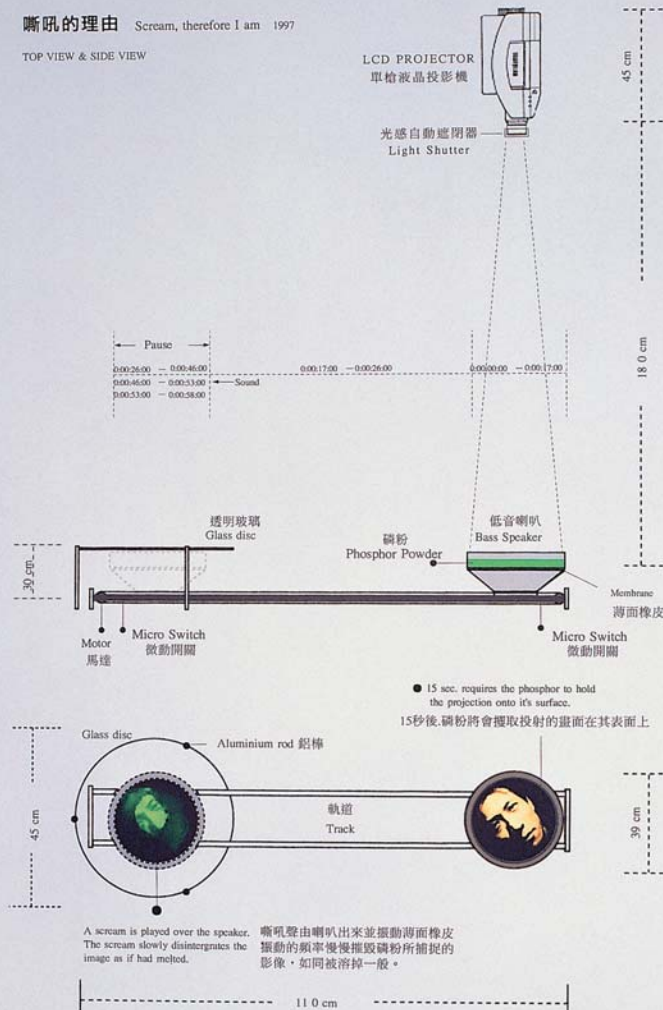 嘶吼的理由 Scream, therefore I am 1997
TOP VIEW & SIDE VIEW
LCD PROJECTOR
單槍液晶投影機
光感自動遮閉器
Light Shutter
45 cm
180 cm
Pause
0:00:26:00 — 0:00:46:00
0:00:46:00 — 0:00:53:00 Sound
0:00:53:00 — 0:00:58:00
0:00:17:00 — 0:00:26:00
0:00:00:00 — 0:00:17:00
透明玻璃
Glass disc
磷粉
Phosphor Powder
低音喇叭
Bass Speaker
30 cm
Membrane
薄面橡皮
Motor
馬達
Micro Switch
微動開關
Micro Switch
微動開關
15 sec. requires the phosphor to hold
the projection onto it's surface.
15秒後.磷粉將會攫取投射的畫面在其表面上
Glass disc
Aluminium rod 鋁棒
軌道
Track
45 cm
39 cm
A scream is played over the speaker.
The scream slowly disintergrates the
image as if had melted.
嘶吼聲由喇叭出來並振動薄面橡皮
振動的頻率慢慢摧毀磷粉所捕捉的
影像,如同被溶掉一般。
110 cm